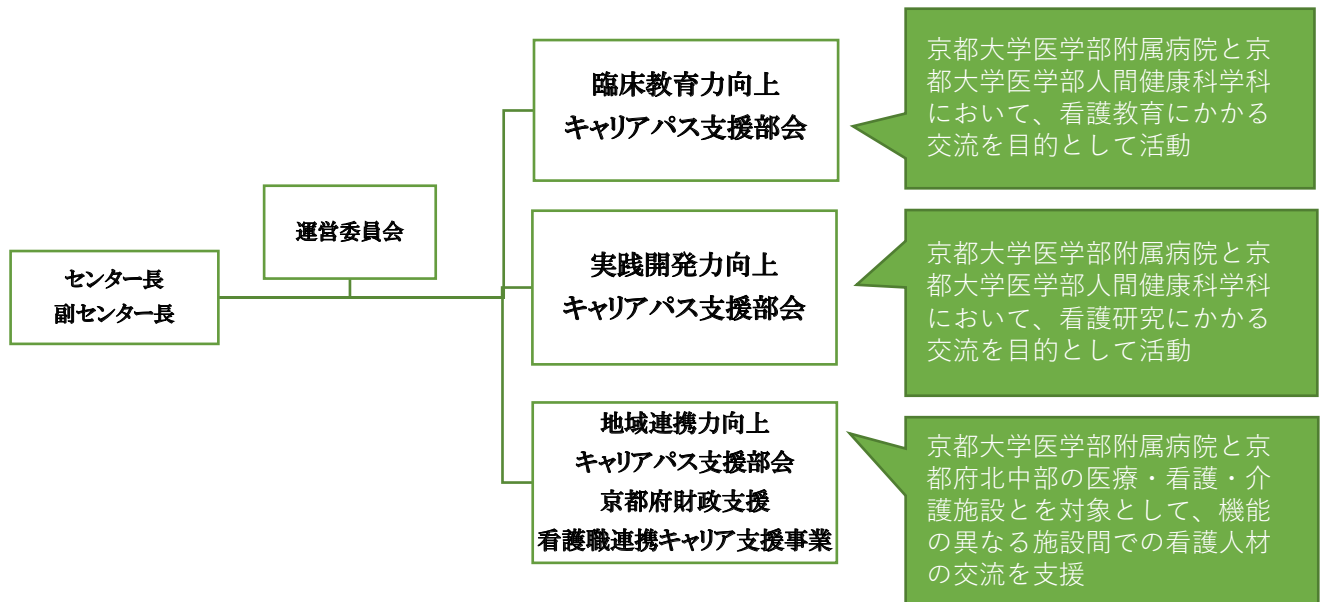 センター長
副センター長
運営委員会
臨床教育力向上
キャリアパス支援部会
京都大学医学部附属病院と京
都大学医学部人間健康科学科
において、看護教育にかかる
交流を目的として活動
実践開発力向上
キャリアパス支援部会
京都大学医学部附属病院と京
都大学医学部人間健康科学科
において、看護研究にかかる
交流を目的として活動
地域連携力向上
キャリアパス支援部会
京都府財政支援
看護職連携キャリア支援事業
京都大学医学部附属病院と京
都府北中部の医療・看護・介
護施設とを対象として、機能
の異なる施設間での看護人材
の交流を支援